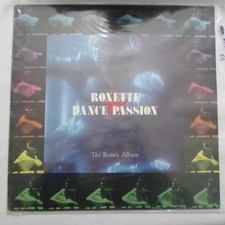 ROXETTE
DANCE PASSION
The Remix Album